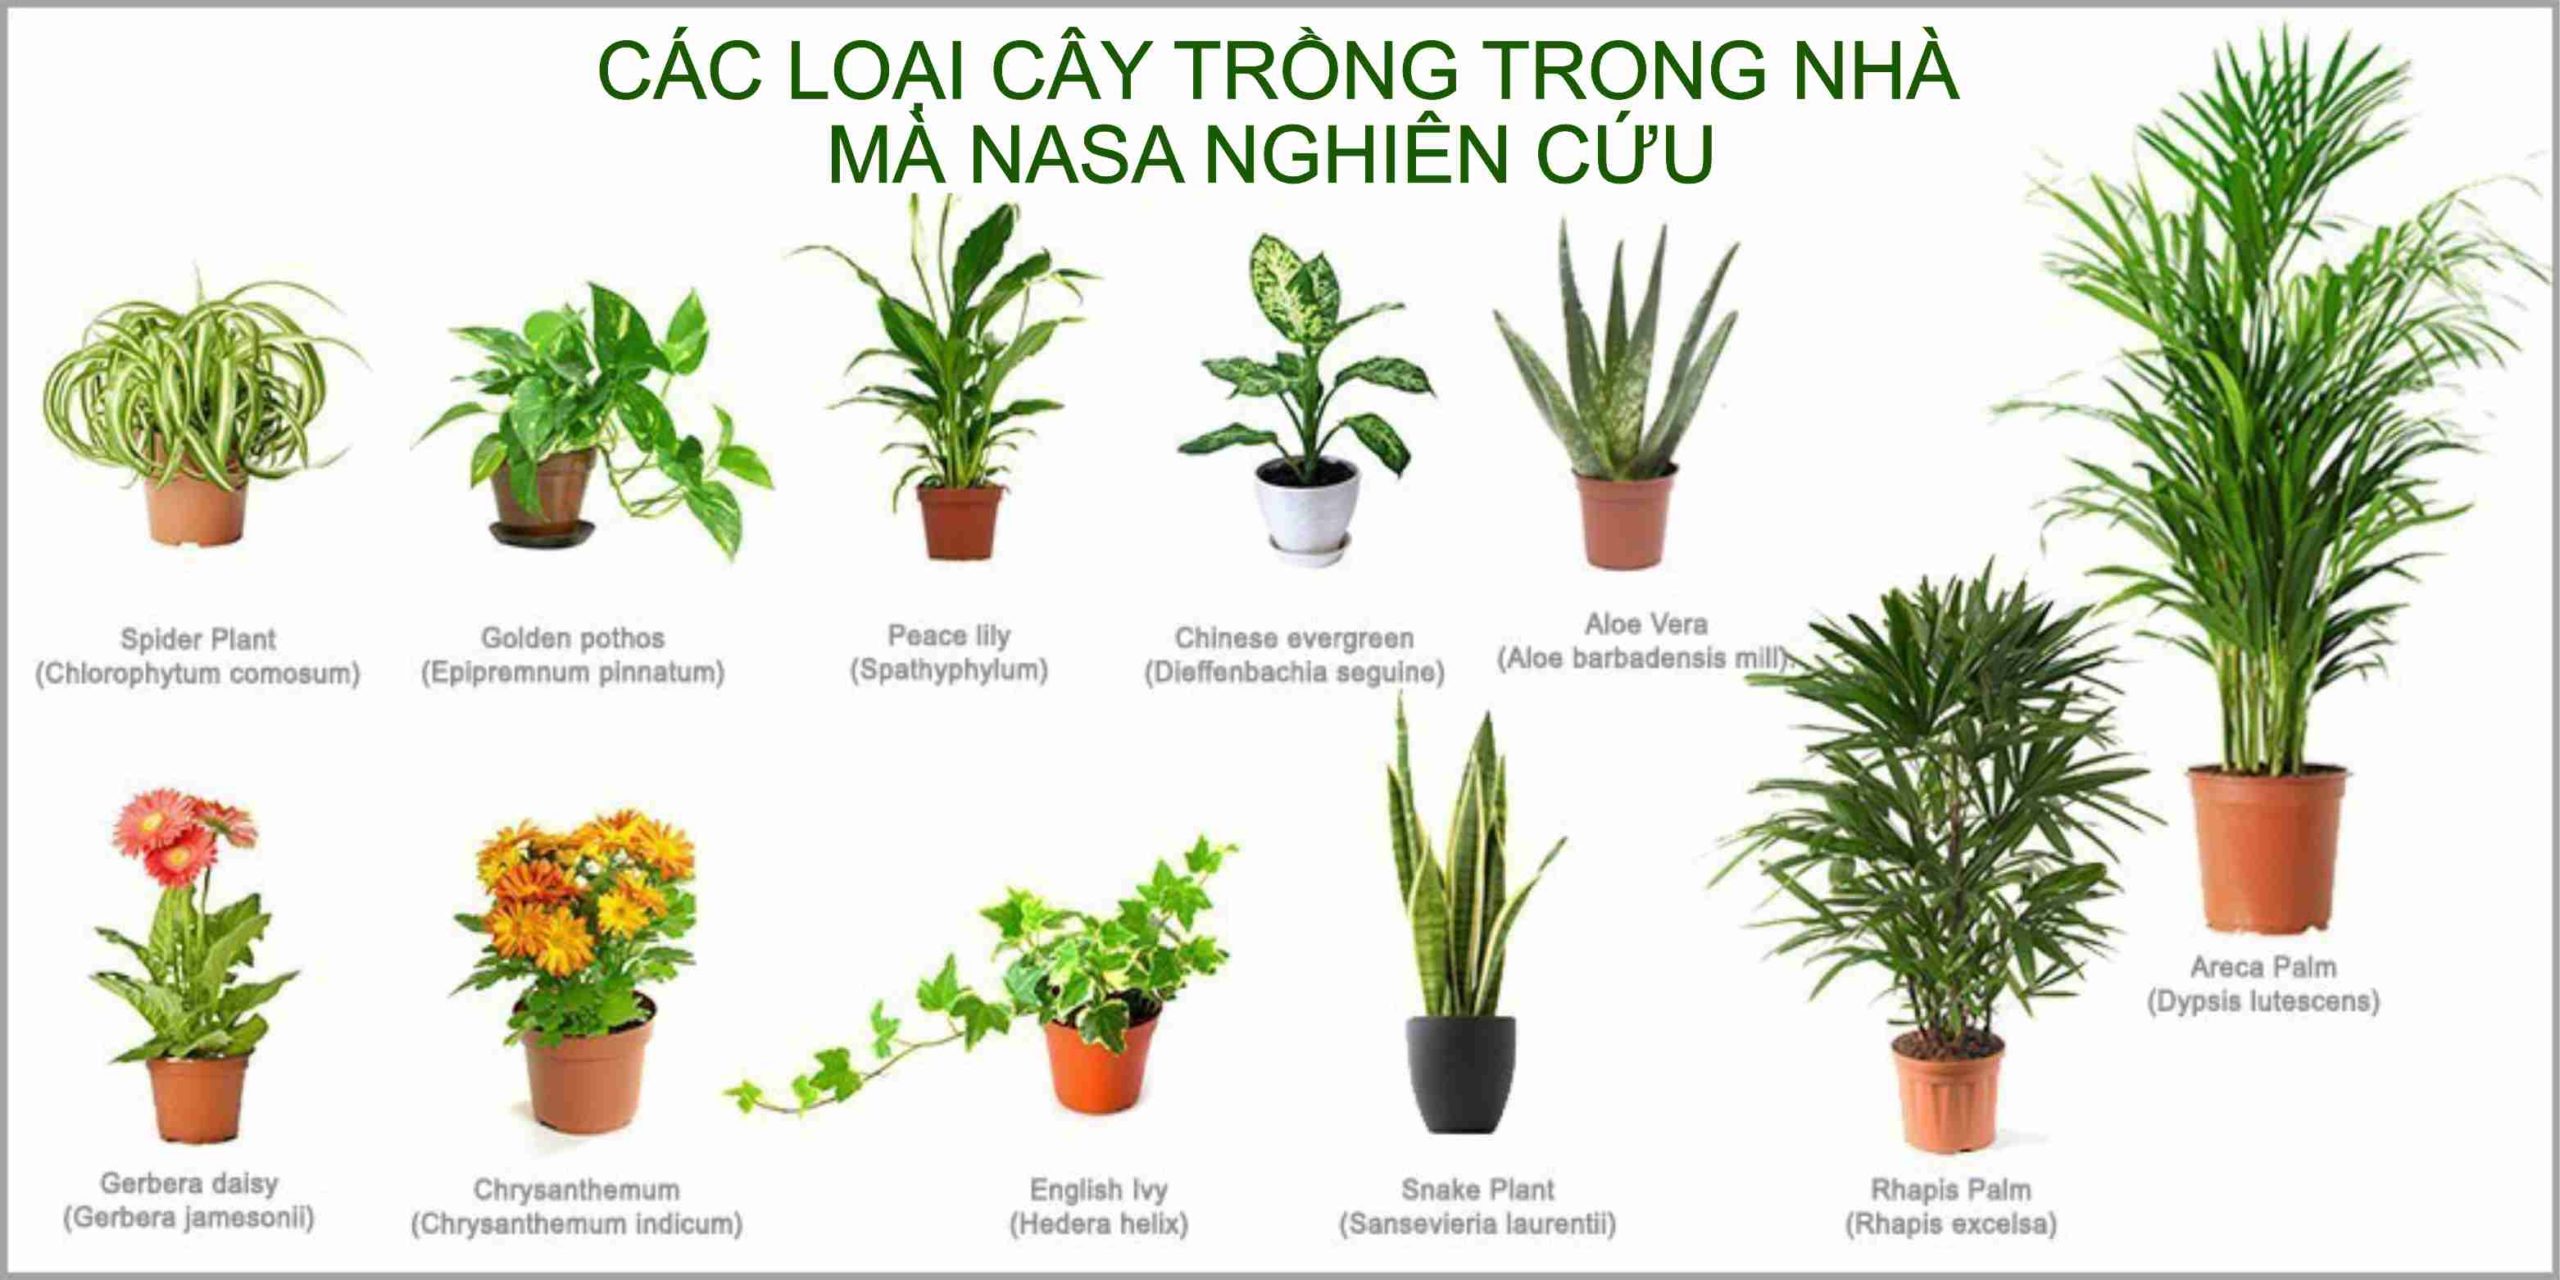 CÁC LOẠI CÂY TRỒNG TRONG NHÀ
MÀ NASA NGHIÊN CỨU
Spider Plant
(Chlorophytum comosum)
Golden pothos
(Epipremnum pinnatum)
Peace lily
(Spathyphylum)
Chinese evergreen
(Dieffenbachia seguine)
Aloe Vera
(Aloe barbadensis mill).
Areca Palm
(Dypsis lutescens)
Gerbera daisy
(Gerbera jamesonii)
Chrysanthemum
(Chrysanthemum indicum)
English Ivy
(Hedera helix)
Snake Plant
(Sansevieria laurentii)
Rhapis Palm
(Rhapis excelsa)